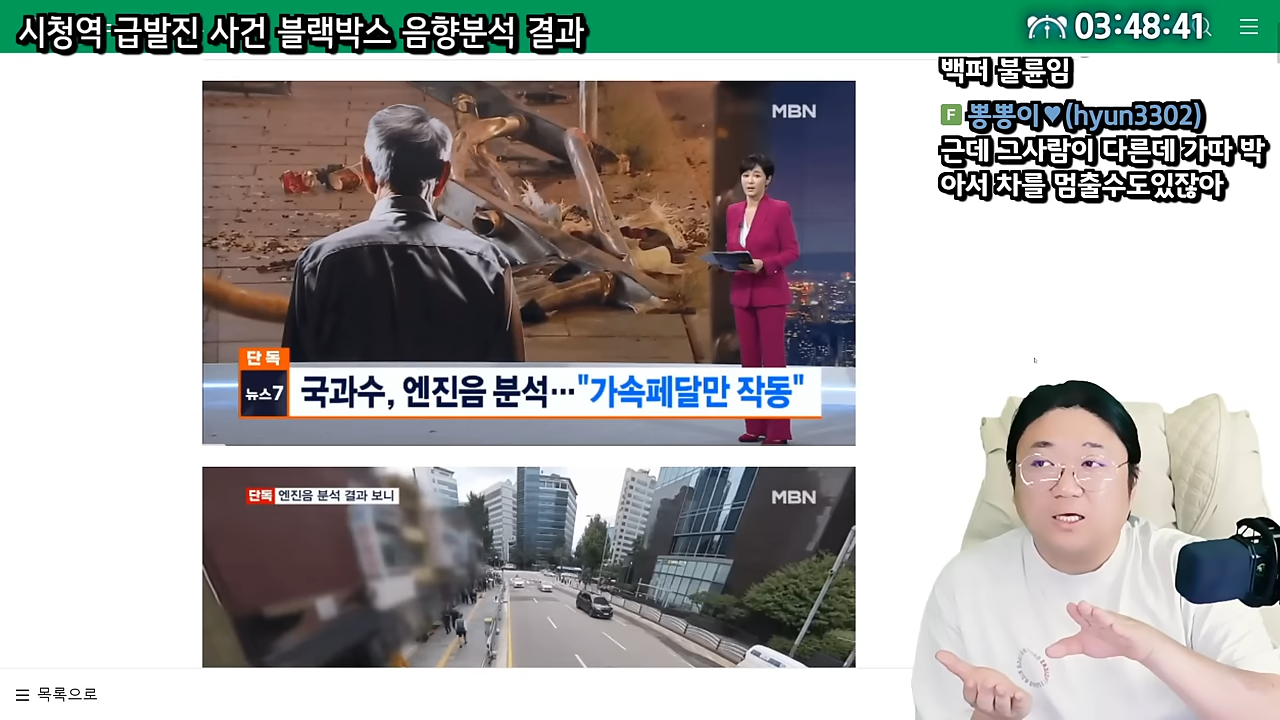 시청역 급발진 사건 블랙박스 음향분석 결과
03:48:41
백퍼 불륜임
F 뽕뽕이♥(hyun3302)
근데 그사람이 다른데 가따 박
아서 차를 멈출수도있잖아
MBN
단독
뉴스7
국과수, 엔진음 분석…"가속페달만 작동"
단독 엔진음 분석 결과 보니
MBN
목록으로